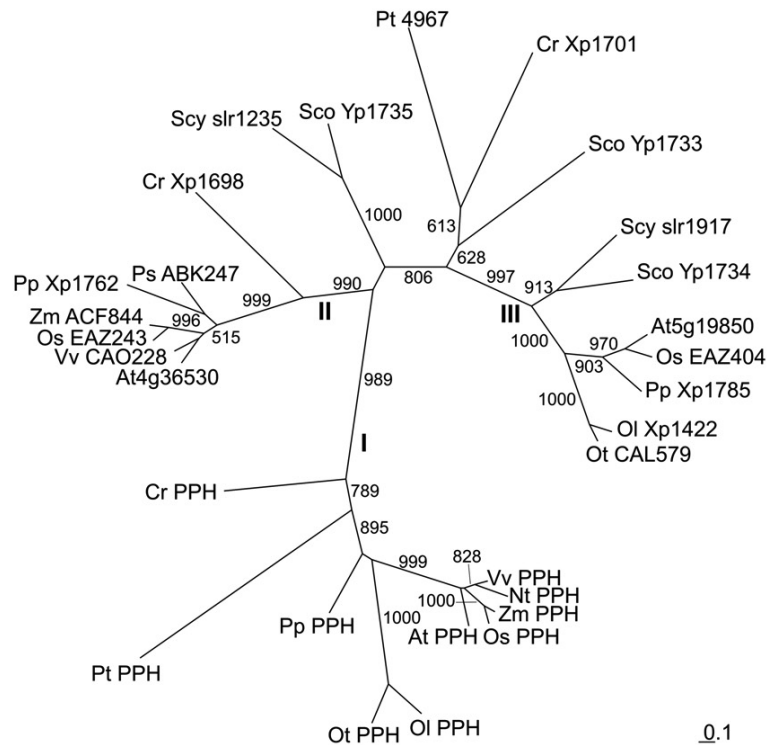 Pt 4967
Cr Xp1701
Sco Yp1735
Scy slr1235
Sco Yp1733
Cr Xp1698
1000
613
628
Scy slr1917
Sco Yp1734
Ps ABK247
Pp Xp1762
999
990
806
997
913
II
III
Zm ACF844
996
Os EAZ243
515
Vv CAO228
At4g36530
At5g19850
970
Os EAZ404
1000
903
Pp Xp1785
989
1000
Ol Xp1422
Ot CAL579
I
Cr PPH
789
895
999
828
Vv PPH
Nt PPH
1000
Zm PPH
Pp PPH
1000
At PPH
Os PPH
Pt PPH
Ot PPH
Ol PPH
0.1